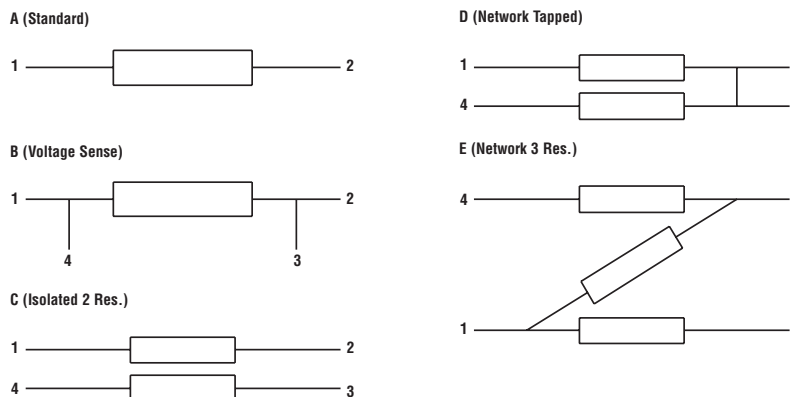 A (Standard)
1 2
B (Voltage Sense)
1 2
4 3
C (Isolated 2 Res.)
1 2
4 3
D (Network Tapped)
1
4
E (Network 3 Res.)
4
1